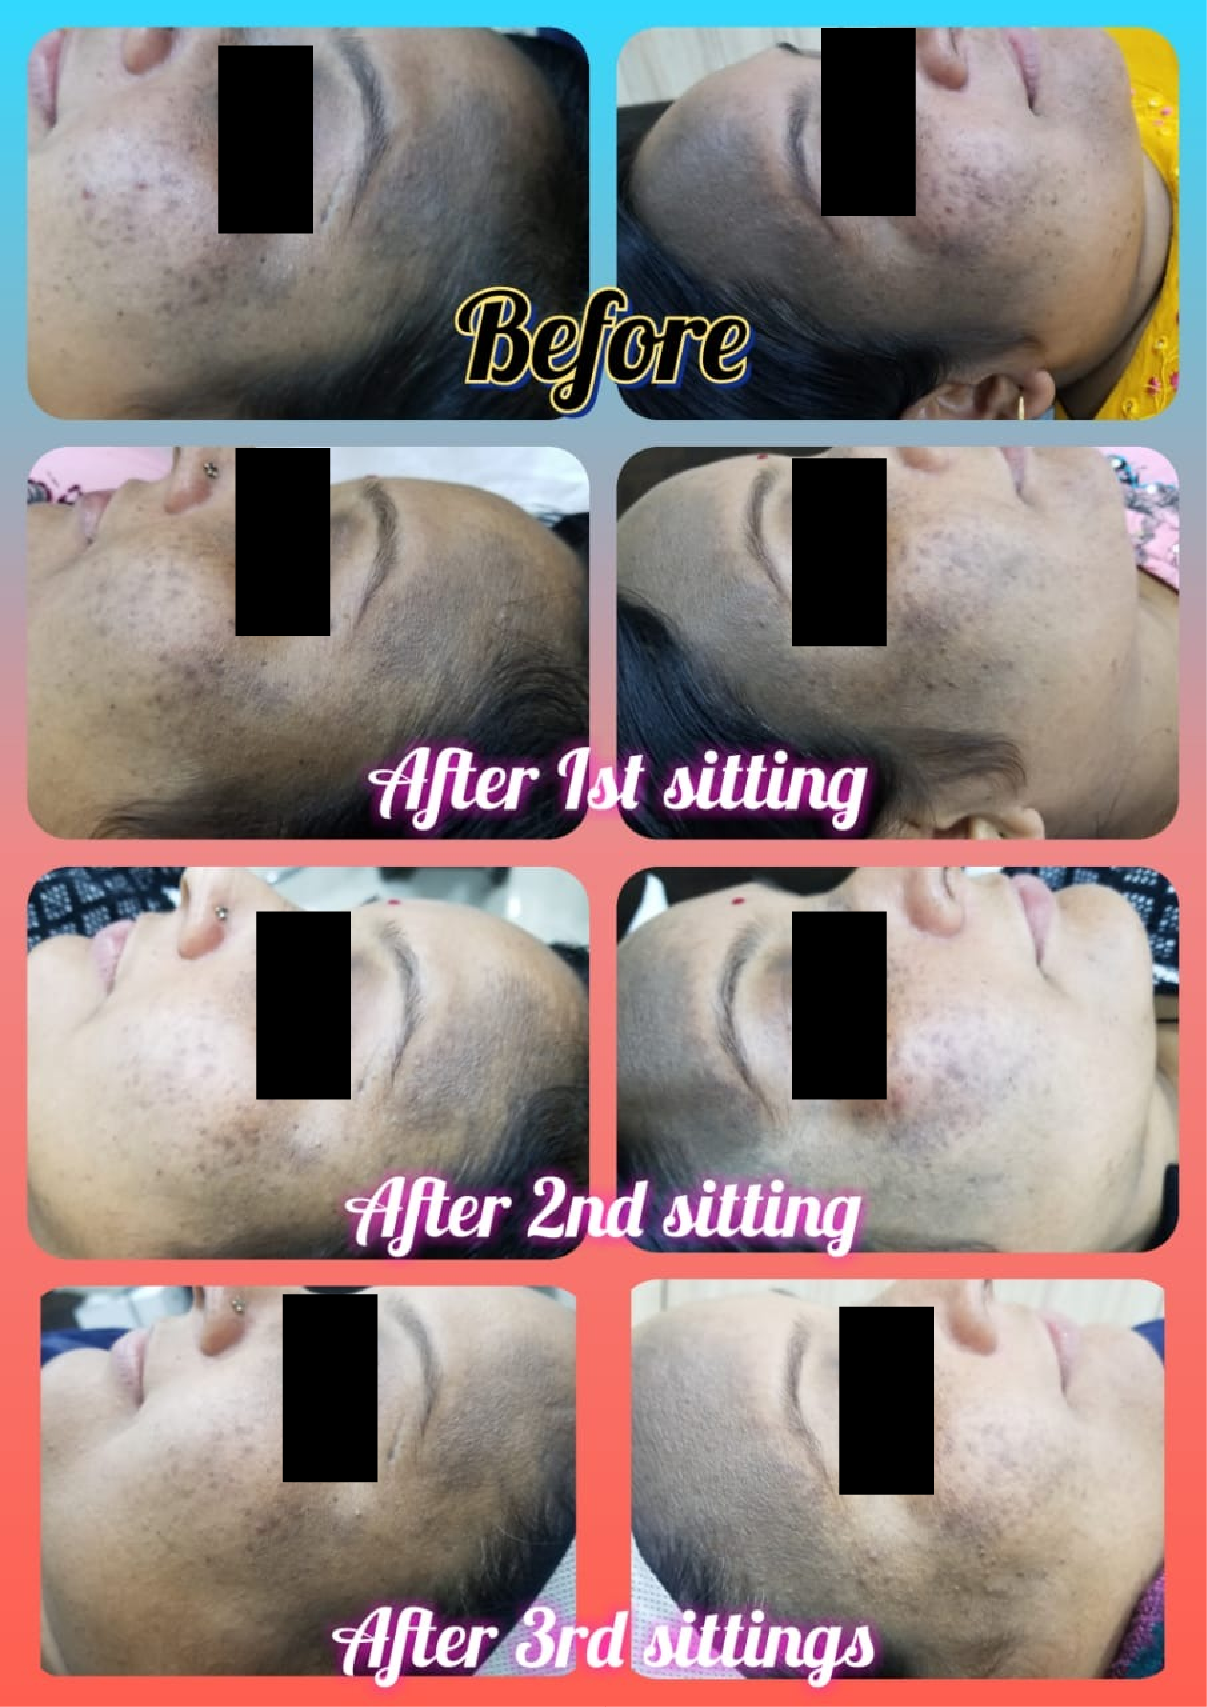 Before
After 1st sitting
After 2nd sitting
After 3rd sittings